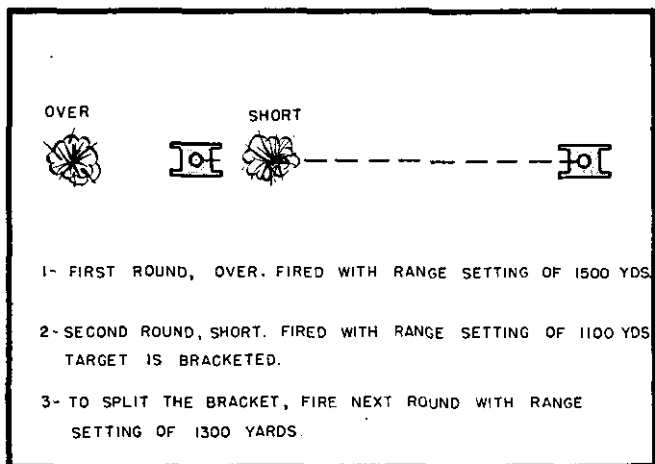 OVER SHORT
1- FIRST ROUND, OVER. FIRED WITH RANGE SETTING OF 1500 YDS.
2- SECOND ROUND, SHORT. FIRED WITH RANGE SETTING OF 1100 YDS
TARGET IS BRACKETED.
3- TO SPLIT THE BRACKET, FIRE NEXT ROUND WITH RANGE
SETTING OF 1300 YARDS.